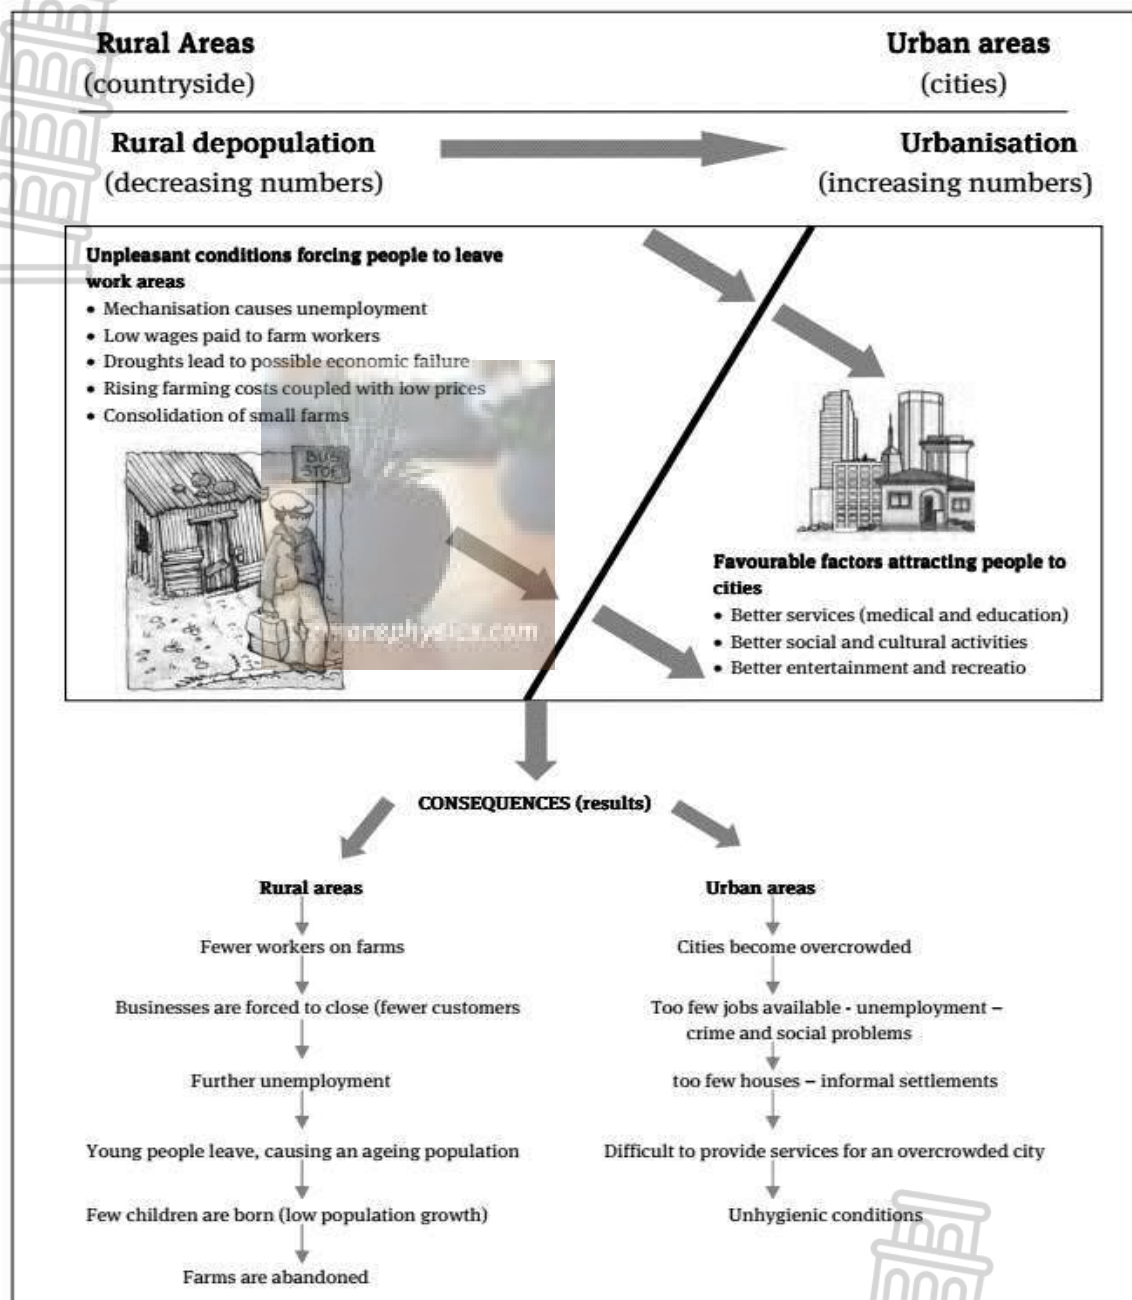 Rural Areas
(countryside)
Urban areas
(cities)
Rural depopulation
(decreasing numbers)
Urbanisation
(increasing numbers)
Unpleasant conditions forcing people to leave
work areas
• Mechanisation causes unemployment
• Low wages paid to farm workers
• Droughts lead to possible economic failure
• Rising farming costs coupled with low prices
• Consolidation of small farms
BUS
STOP
Favourable factors attracting people to
cities
• Better services (medical and education)
• Better social and cultural activities
• Better entertainment and recreatio
CONSEQUENCES (results)
Rural areas
Fewer workers on farms
Businesses are forced to close (fewer customers
Further unemployment
Young people leave, causing an ageing population
Few children are born (low population growth)
Farms are abandoned
Urban areas
Cities become overcrowded
Too few jobs available - unemployment –
crime and social problems
too few houses – informal settlements
Difficult to provide services for an overcrowded city
Unhygienic conditions